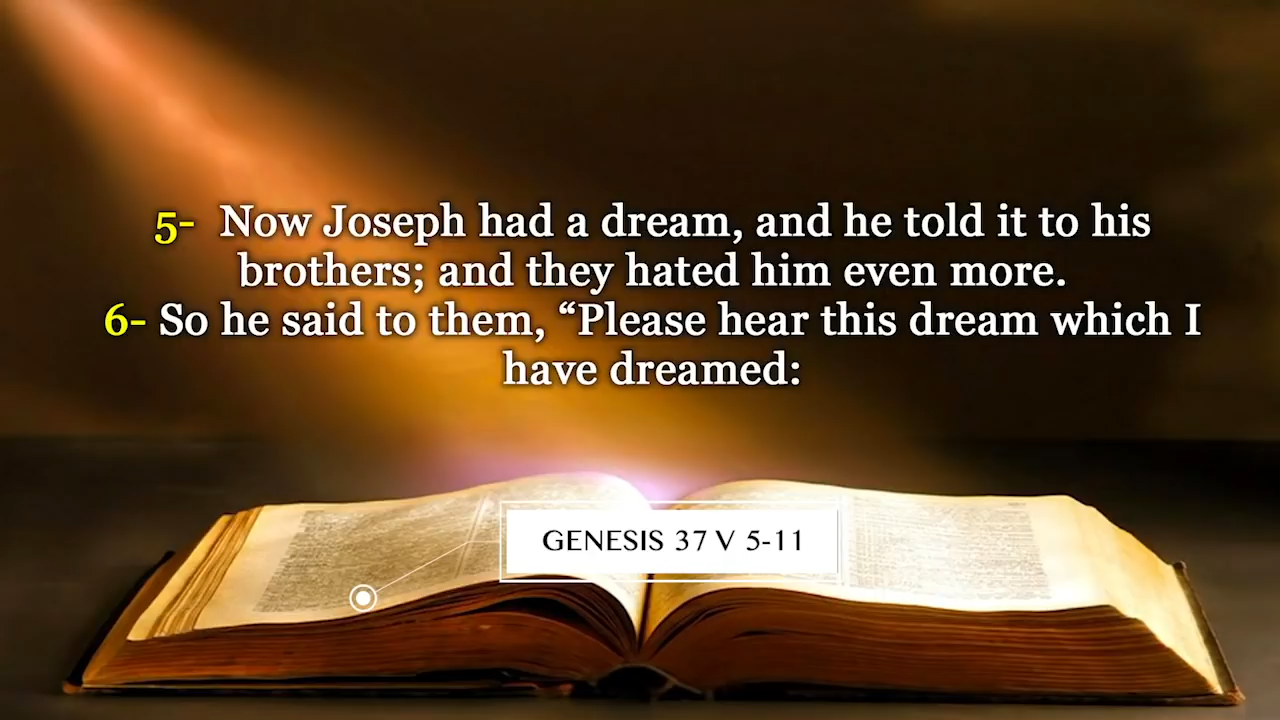 5- Now Joseph had a dream, and he told it to his
brothers; and they hated him even more.
6- So he said to them, “Please hear this dream which I
have dreamed:
GENESIS 37 V 5-11